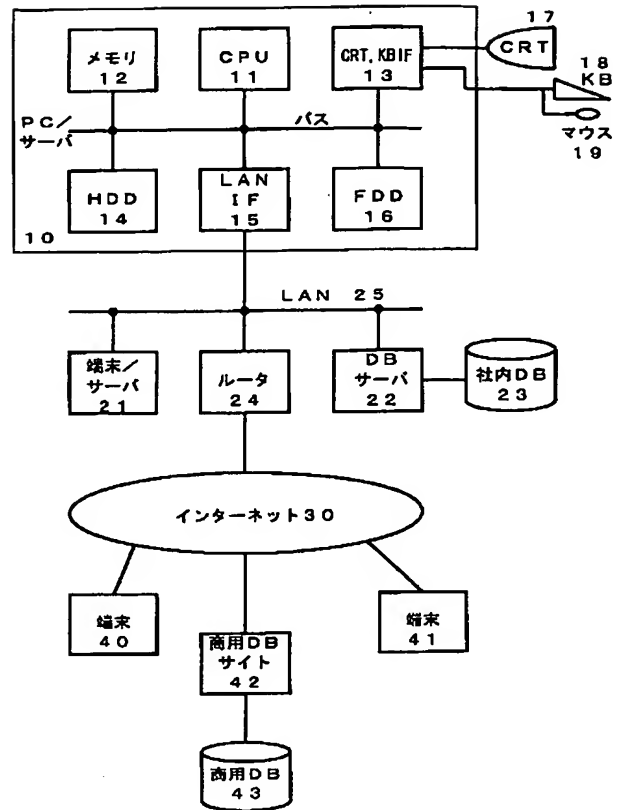 メモリ
12
CPU
11
CRT,KBIF
13
17
CRT
18
KB
マウス
19
PC/
サーバ
バス
HDD
14
LAN
IF
15
FDD
16
10
LAN 25
端末/
サーバ
21
ルータ
24
DB
サーバ
22
社内DB
23
インターネット30
端末
40
商用DB
サイト
42
端末
41
商用DB
43